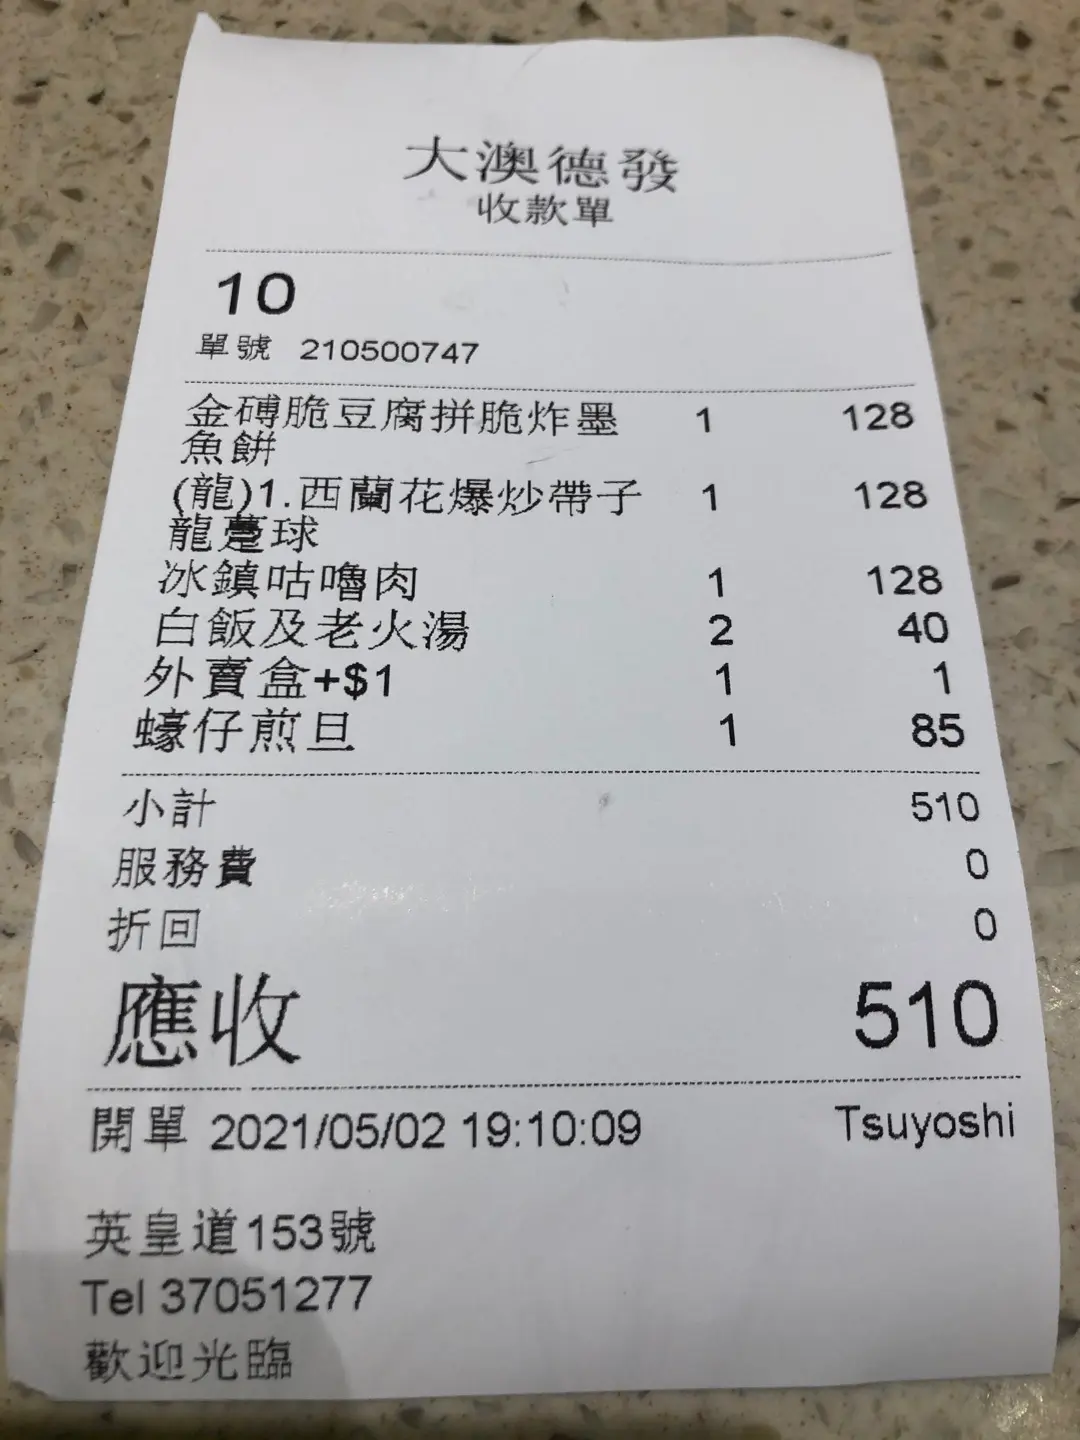 大澳德發
收款單
10
單號 210500747
金磚脆豆腐拼脆炸墨 1 128
魚餅
(龍)1.西蘭花爆炒帶子 1 128
龍躉球
冰鎮咕嚕肉 1 128
白飯及老火湯 2 40
外賣盒+$1 1 1
蠔仔煎旦 1 85
小計 510
服務費 0
折回 0
應收 510
開單 2021/05/02 19:10:09 Tsuyoshi
英皇道153號
Tel 37051277
歡迎光臨